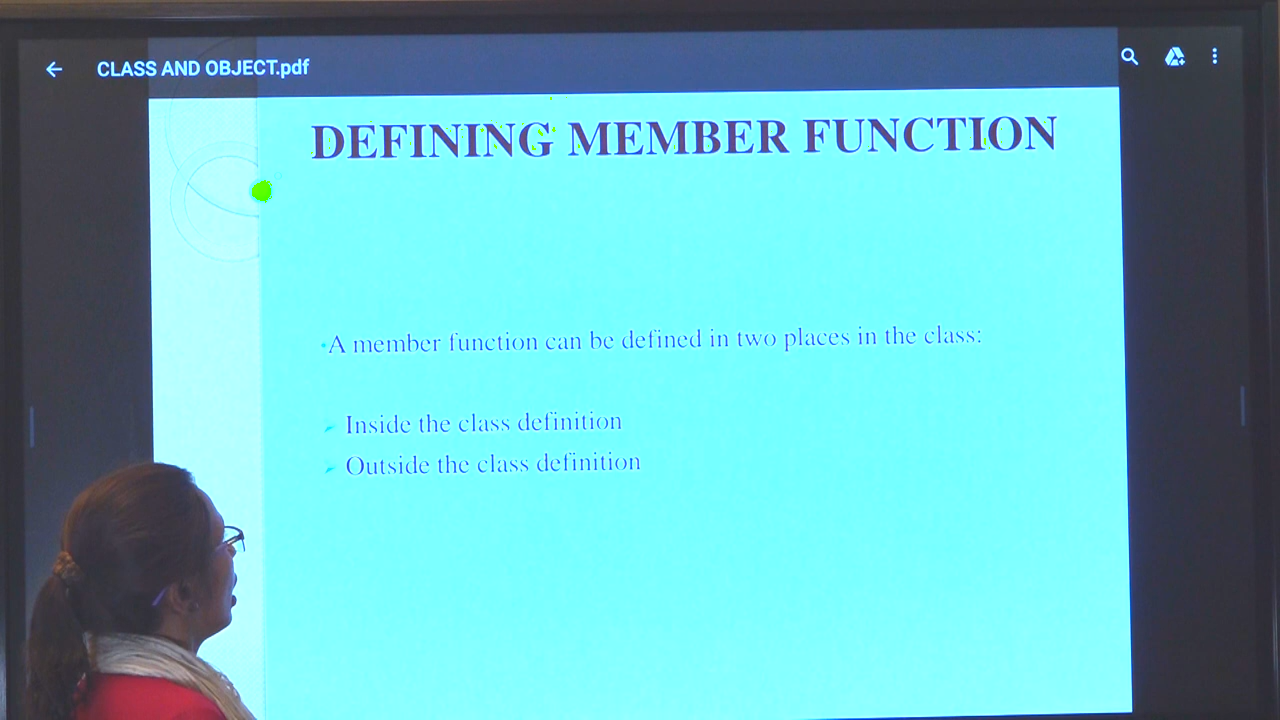 CLASS AND OBJECT.pdf
DEFINING MEMBER FUNCTION
•A member function can be defined in two places in the class:
➢ Inside the class definition
➢ Outside the class definition